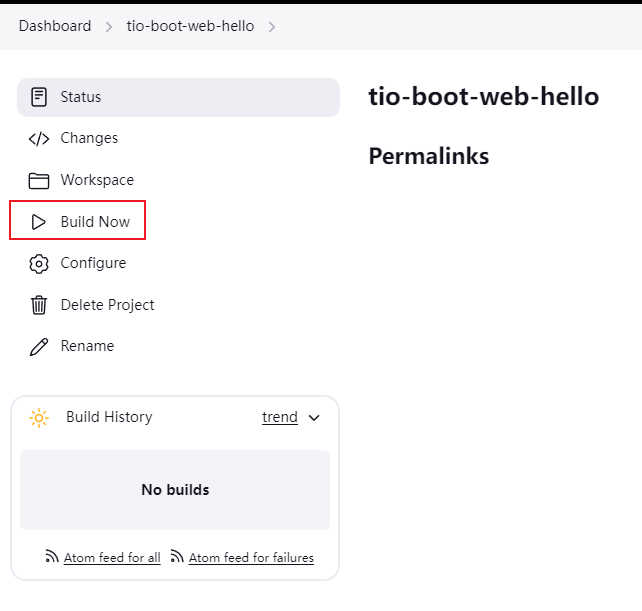 Dashboard tio-boot-web-hello
Status
Changes
Workspace
Build Now
Configure
Delete Project
Rename
tio-boot-web-hello
Permalinks
Build History trend
No builds
Atom feed for all Atom feed for failures